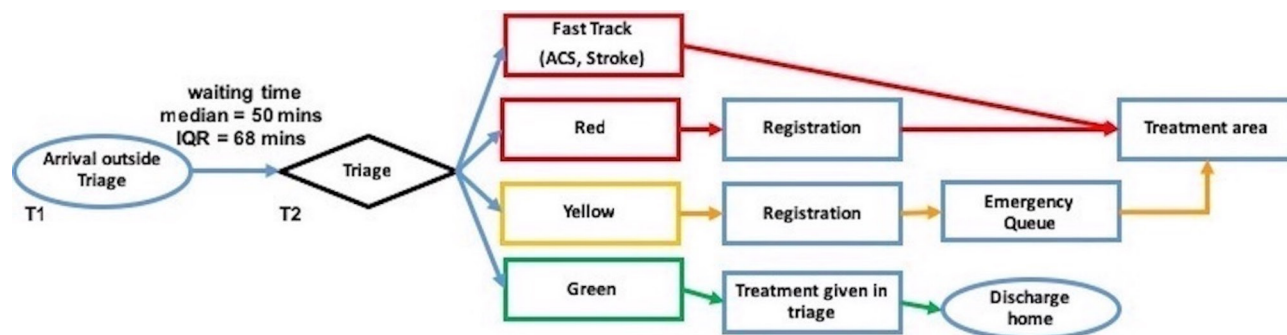 waiting time
median = 50 mins
IQR = 68 mins
Arrival outside
Triage
T1
T2
Triage
Fast Track
(ACS, Stroke)
Red
Registration
Treatment area
Yellow
Registration
Emergency
Queue
Green
Treatment given in
triage
Discharge
home